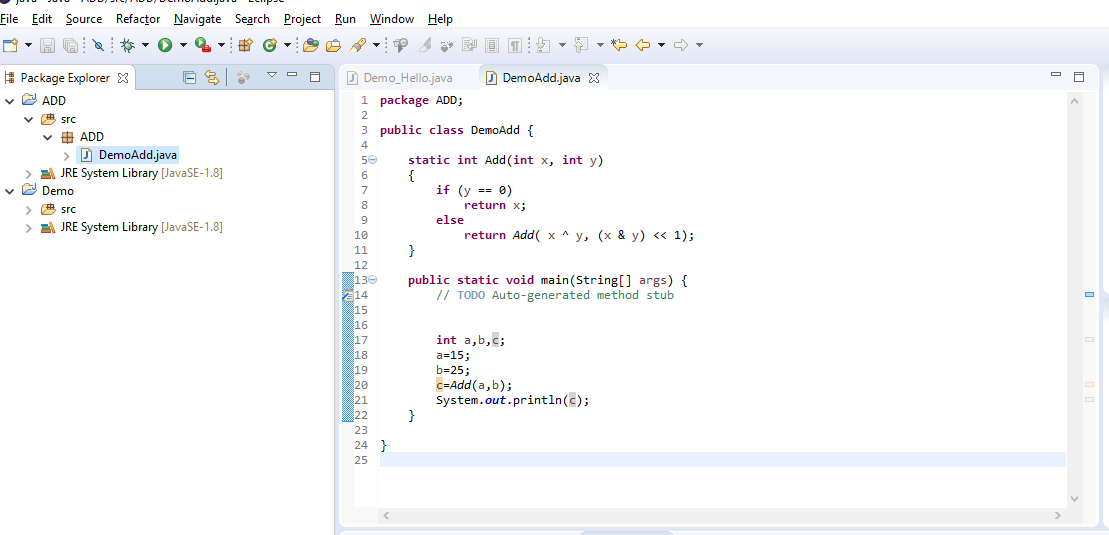 Java - Java - ADD/src/ADD/DemoAdd.java - Eclipse
File Edit Source Refactor Navigate Search Project Run Window Help
Package Explorer
ADD
src
ADD
DemoAdd.java
JRE System Library [JavaSE-1.8]
Demo
src
JRE System Library [JavaSE-1.8]
Demo_Hello.java DemoAdd.java
1 package ADD;
2
3 public class DemoAdd {
4
5 static int Add(int x, int y)
6 {
7 if (y == 0)
8 return x;
9 else
10 return Add( x ^ y, (x & y) << 1);
11 }
12
13 public static void main(String[] args) {
14 // TODO Auto-generated method stub
15
16
17 int a,b,c;
18 a=15;
19 b=25;
20 c=Add(a,b);
21 System.out.println(c);
22 }
23
24 }
25